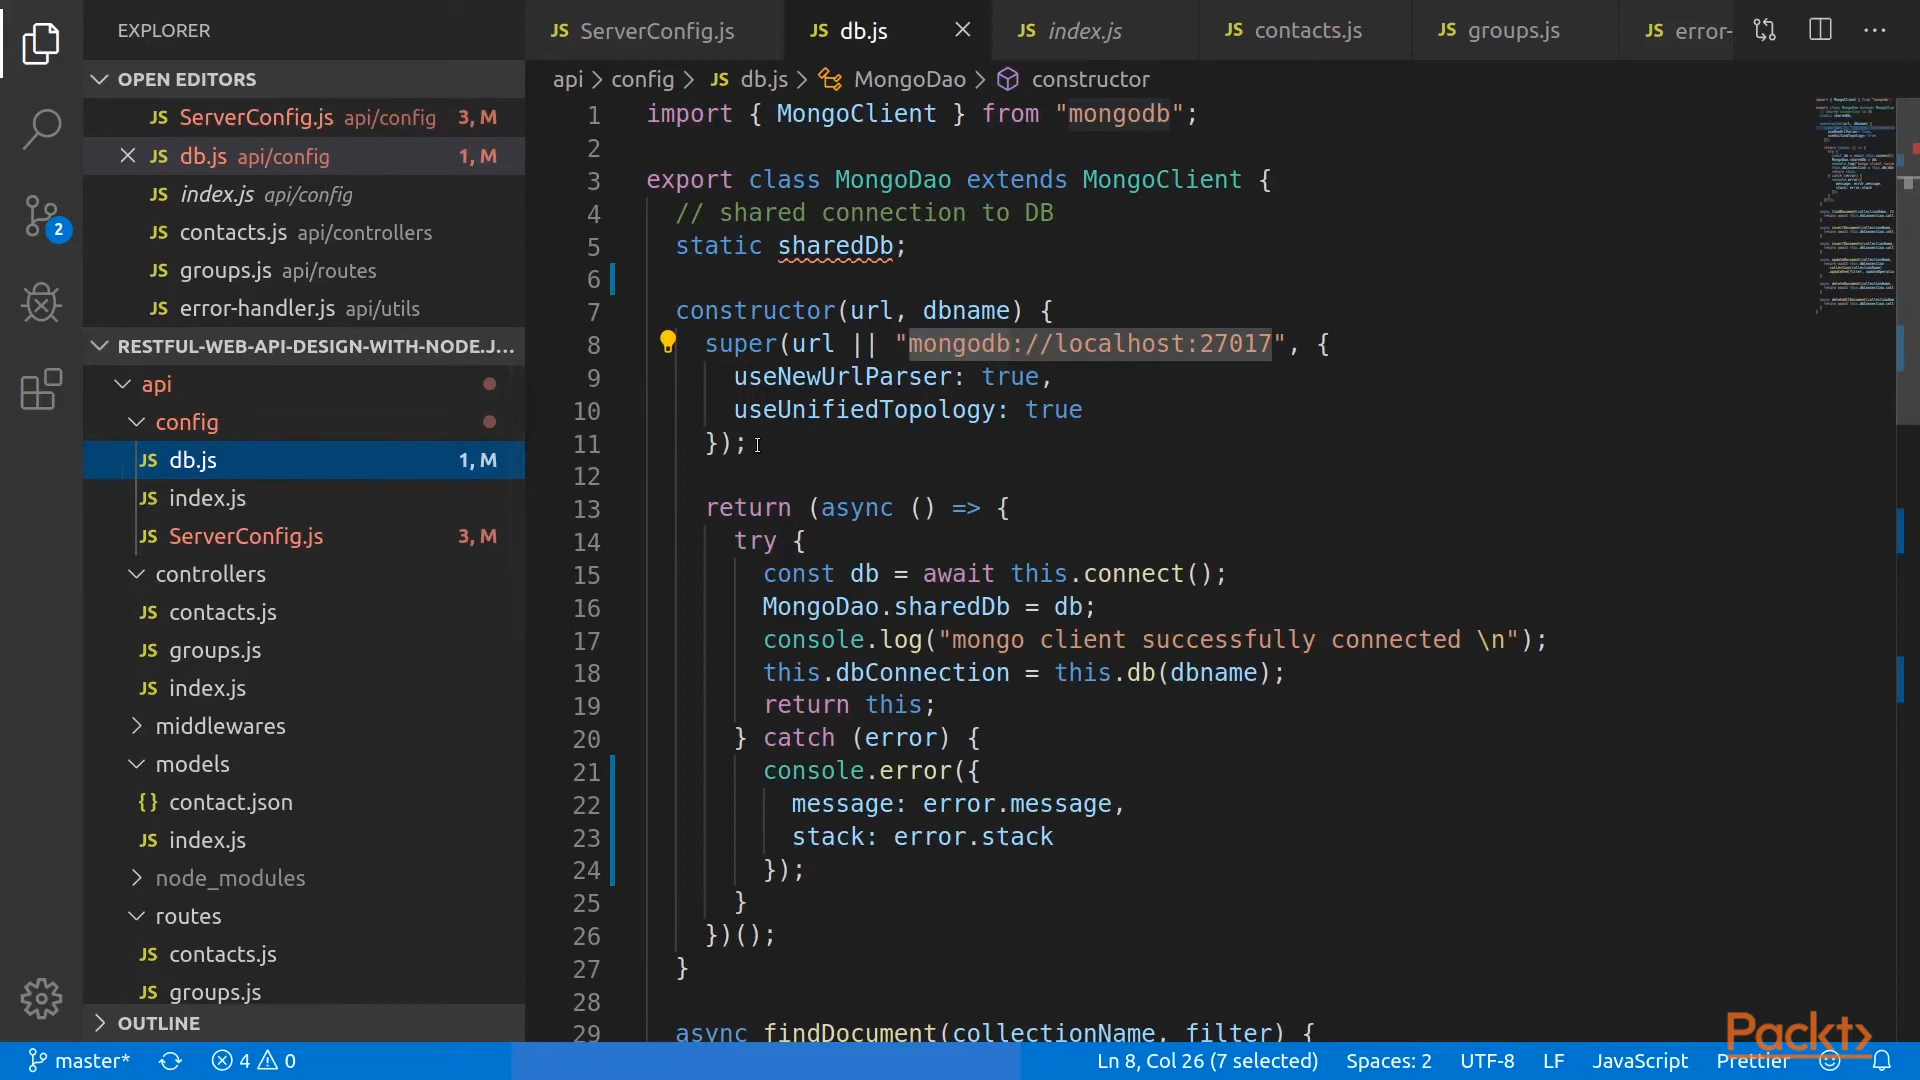 EXPLORER
OPEN EDITORS
JS ServerConfig.js api/config 3, M
JS db.js api/config 1, M
JS index.js api/config
JS contacts.js api/controllers
JS groups.js api/routes
JS error-handler.js api/utils
RESTFUL-WEB-API-DESIGN-WITH-NODE.J...
api
config
JS db.js 1, M
JS index.js
JS ServerConfig.js 3, M
controllers
JS contacts.js
JS groups.js
JS index.js
middlewares
models
{} contact.json
JS index.js
node_modules
routes
JS contacts.js
JS groups.js
OUTLINE
2
JS ServerConfig.js JS db.js JS index.js JS contacts.js JS groups.js JS error-
api > config > JS db.js > MongoDao > constructor
1 import { MongoClient } from "mongodb";
2
3 export class MongoDao extends MongoClient {
4 // shared connection to DB
5 static sharedDb;
6
7 constructor(url, dbname) {
8 super(url || "mongodb://localhost:27017", {
9 useNewUrlParser: true,
10 useUnifiedTopology: true
11 });
12
13 return (async () => {
14 try {
15 const db = await this.connect();
16 MongoDao.sharedDb = db;
17 console.log("mongo client successfully connected \n");
18 this.dbConnection = this.db(dbname);
19 return this;
20 } catch (error) {
21 console.error({
22 message: error.message,
23 stack: error.stack
24 });
25 }
26 })();
27 }
28
29 async findDocument(collectionName, filter) {
Packt>
master* 4 0 Ln 8, Col 26 (7 selected) Spaces: 2 UTF-8 LF JavaScript Prettier